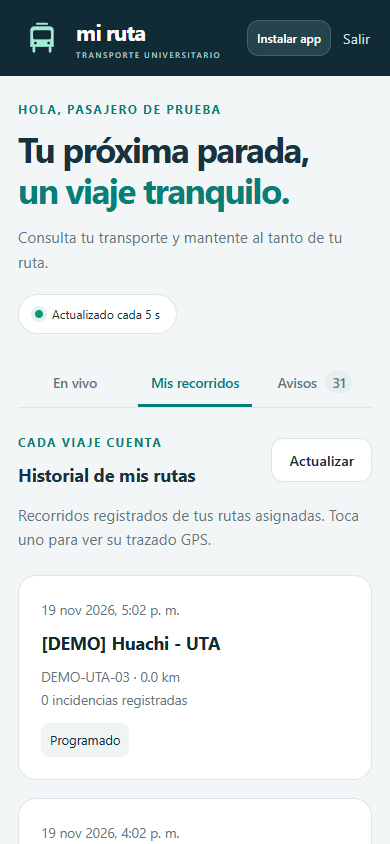 mi ruta
TRANSPORTE UNIVERSITARIO
Instalar app
Salir
HOLA, PASAJERO DE PRUEBA
Tu próxima parada,
un viaje tranquilo.
Consulta tu transporte y mantente al tanto de tu
ruta.
Actualizado cada 5 s
En vivo
Mis recorridos
Avisos 31
CADA VIAJE CUENTA
Historial de mis rutas
Actualizar
Recorridos registrados de tus rutas asignadas. Toca
uno para ver su trazado GPS.
19 nov 2026, 5:02 p. m.
[DEMO] Huachi - UTA
DEMO-UTA-03 · 0.0 km
0 incidencias registradas
Programado
19 nov 2026, 4:02 p. m.